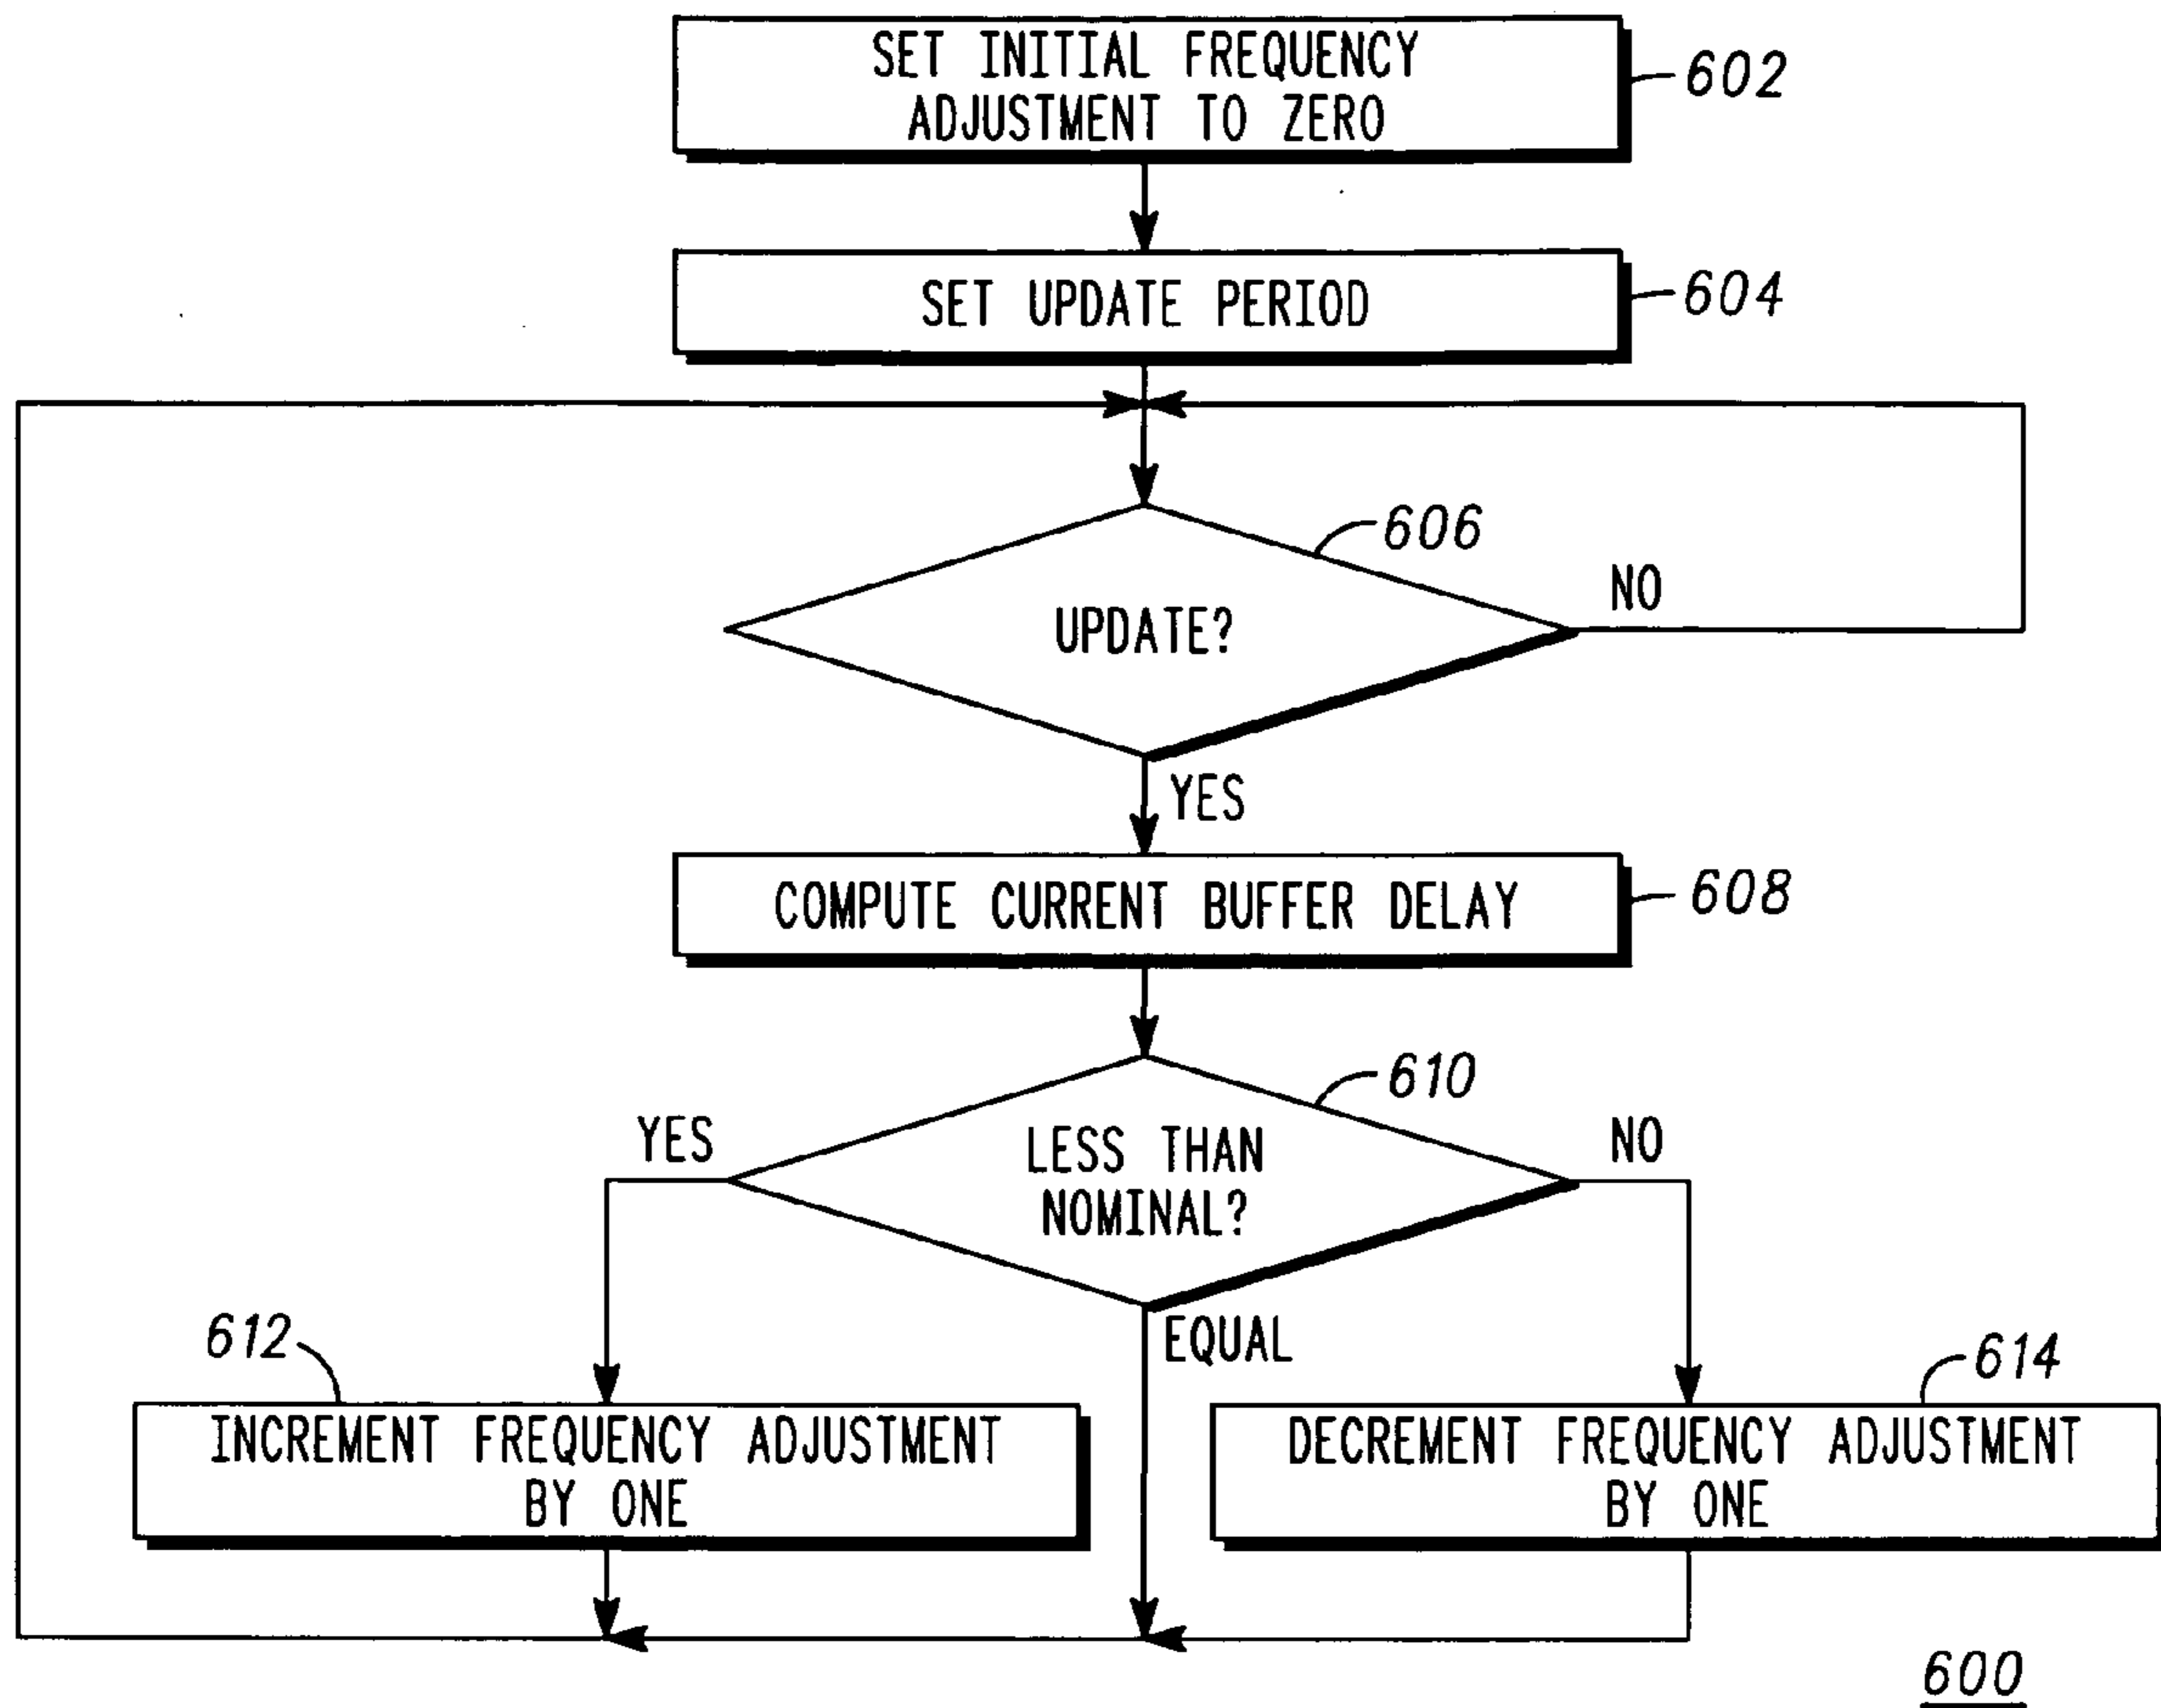 SET INITIAL FREQUENCY
ADJUSTMENT TO ZERO
602
SET UPDATE PERIOD
604
606
UPDATE?
NO
YES
COMPUTE CURRENT BUFFER DELAY
608
610
LESS THAN
NOMINAL?
YES
NO
EQUAL
612
INCREMENT FREQUENCY ADJUSTMENT
BY ONE
614
DECREMENT FREQUENCY ADJUSTMENT
BY ONE
600